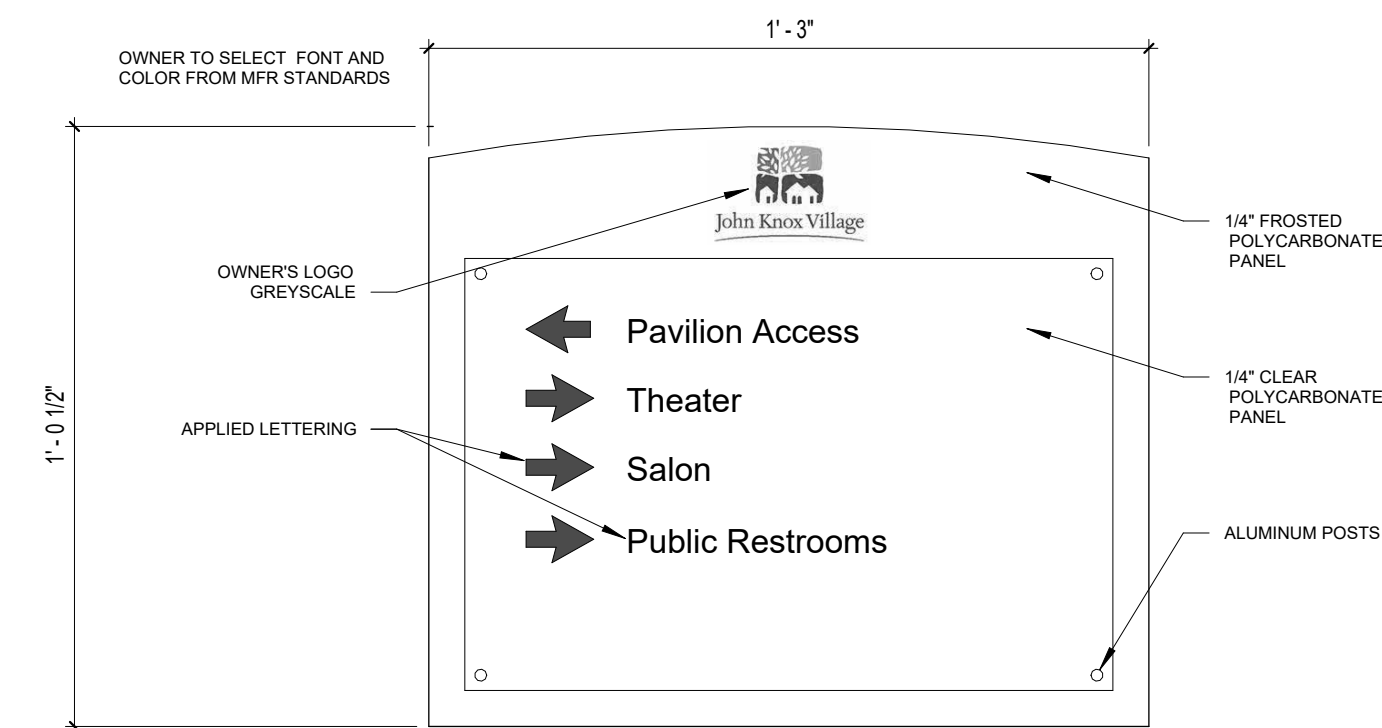 1' - 3"
OWNER TO SELECT FONT AND
COLOR FROM MFR STANDARDS
John Knox Village
1/4" FROSTED
POLYCARBONATE
PANEL
OWNER'S LOGO
GREYSCALE
Pavilion Access
1/4" CLEAR
POLYCARBONATE
PANEL
Theater
1' - 0 1/2"
APPLIED LETTERING
Salon
Public Restrooms
ALUMINUM POSTS